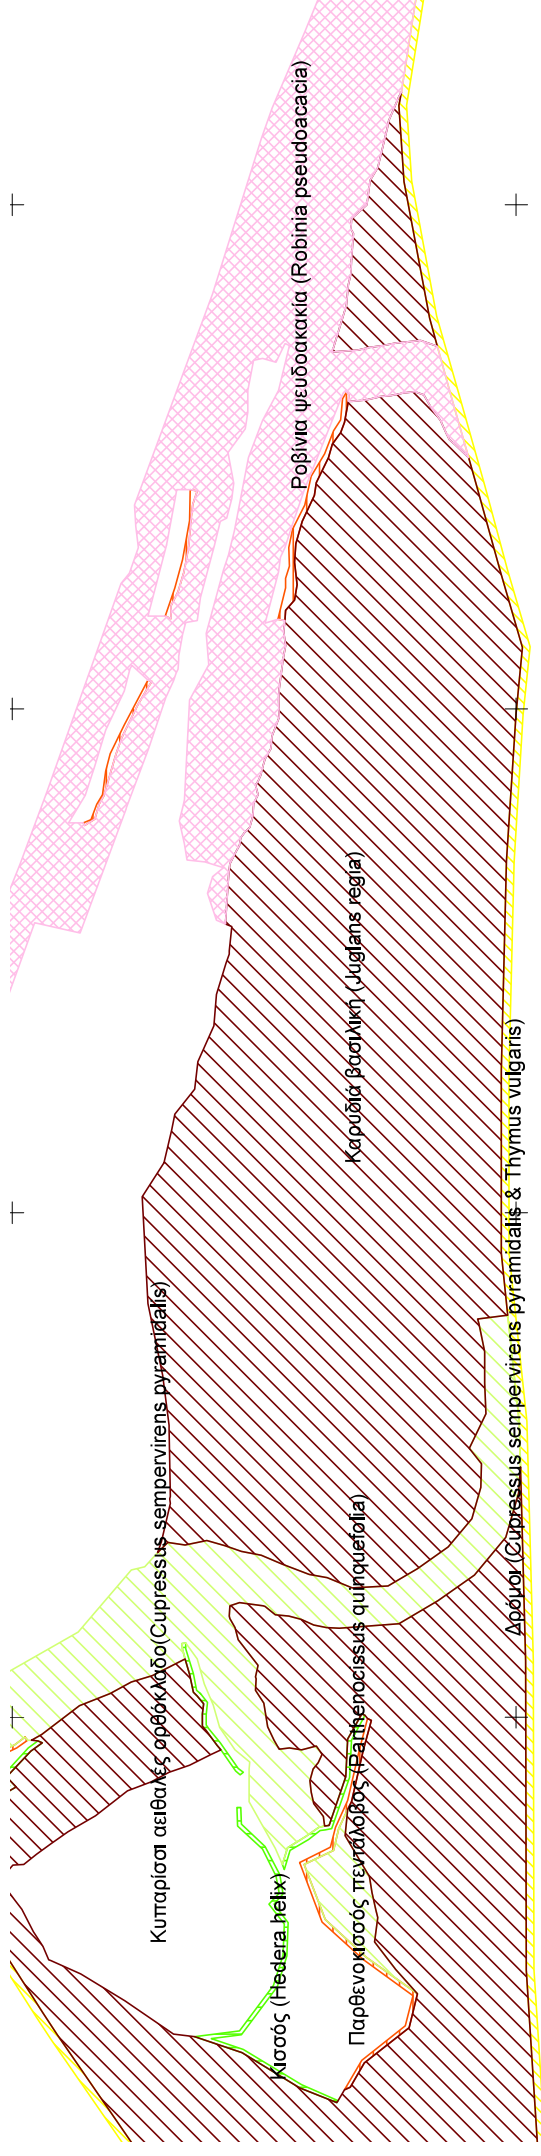 Ροβίνια ψευδοακακία (Robinia pseudoacacia)
Καρυδιά βασιλική (Juglans regia)
Δρόμοι (Cupressus sempervirens pyramidalis & Thymus vulgaris)
Κυπαρίσσι αειθαλές ορθόκλαδο(Cupressus sempervirens pyramidalis)
Παρθενοκισσός πεντάλοβος (Parthenocissus quinquefolia)
Κισσός (Hedera helix)